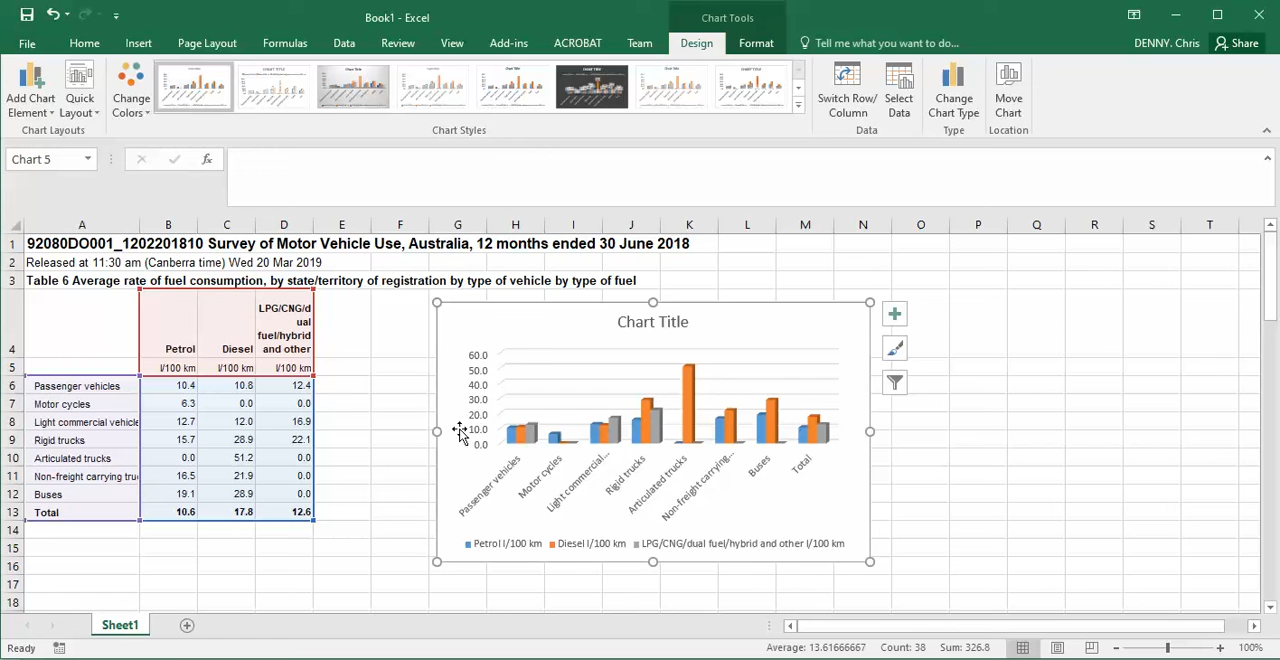 Book1 - Excel
Chart Tools
File Home Insert Page Layout Formulas Data Review View Add-ins ACROBAT Team Design Format Tell me what you want to do... DENNY. Chris Share
Add Chart Element
Quick Layout
Change Colors
Switch Row/ Column
Select Data
Change Chart Type
Move Chart
Chart Layouts Chart Styles Data Type Location
Chart 5 fx
A B C D E F G H I J K L M N O P Q R S T
1 92080DO001_1202201810 Survey of Motor Vehicle Use, Australia, 12 months ended 30 June 2018
2 Released at 11:30 am (Canberra time) Wed 20 Mar 2019
3 Table 6 Average rate of fuel consumption, by state/territory of registration by type of vehicle by type of fuel
LPG/CNG/d
ual
fuel/hybrid
4 Petrol Diesel and other
5 l/100 km l/100 km l/100 km
6 Passenger vehicles 10.4 10.8 12.4
7 Motor cycles 6.3 0.0 0.0
8 Light commercial vehicle 12.7 12.0 16.9
9 Rigid trucks 15.7 28.9 22.1
10 Articulated trucks 0.0 51.2 0.0
11 Non-freight carrying tru 16.5 21.9 0.0
12 Buses 19.1 28.9 0.0
13 Total 10.6 17.8 12.6
14
15
16
17
18
Chart Title
60.0
50.0
40.0
30.0
20.0
10.0
0.0
Passenger vehicles
Motor cycles
Light commercial...
Rigid trucks
Articulated trucks
Non-freight carrying...
Buses
Total
Petrol l/100 km Diesel l/100 km LPG/CNG/dual fuel/hybrid and other l/100 km
Sheet1
Ready Average: 13.61666667 Count: 38 Sum: 326.8 100%